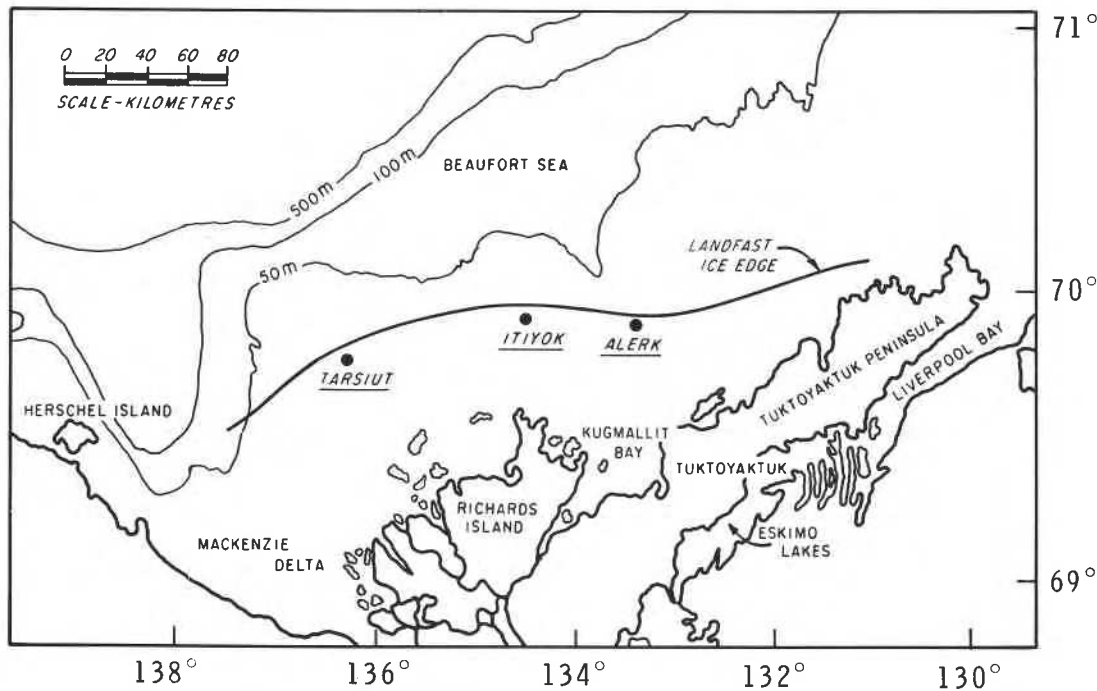 71°
0 20 40 60 80
SCALE-KILOMETRES
BEAUFORT SEA
500m
100m
50m
LANDFAST
ICE EDGE
70°
ITIYOK
ALERK
TARSIUT
TUKTOYAKTUK PENINSULA
LIVERPOOL BAY
HERSCHEL ISLAND
KUGMALLIT
BAY
TUKTOYAKTUK
RICHARDS
ISLAND
ESKIMO
LAKES
MACKENZIE
DELTA
69°
138°
136°
134°
132°
130°